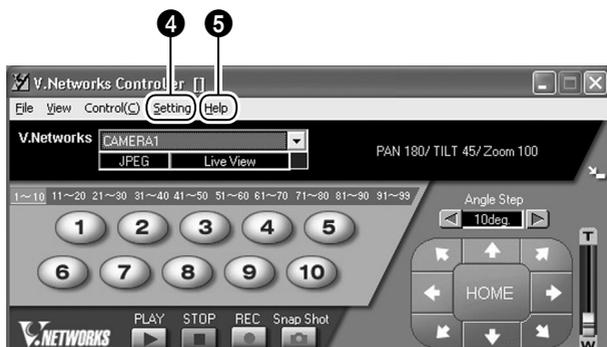 4 5
V.Networks Controller []
File View Control(C) Setting Help
V.Networks CAMERA1
JPEG Live View
PAN 180/ TILT 45/ Zoom 100
1~10 11~20 21~30 31~40 41~50 51~60 61~70 71~80 81~90 91~99
Angle Step
10deg.
1 2 3 4 5
6 7 8 9 10
T
HOME
W
PLAY STOP REC Snap Shot
V.NETWORKS